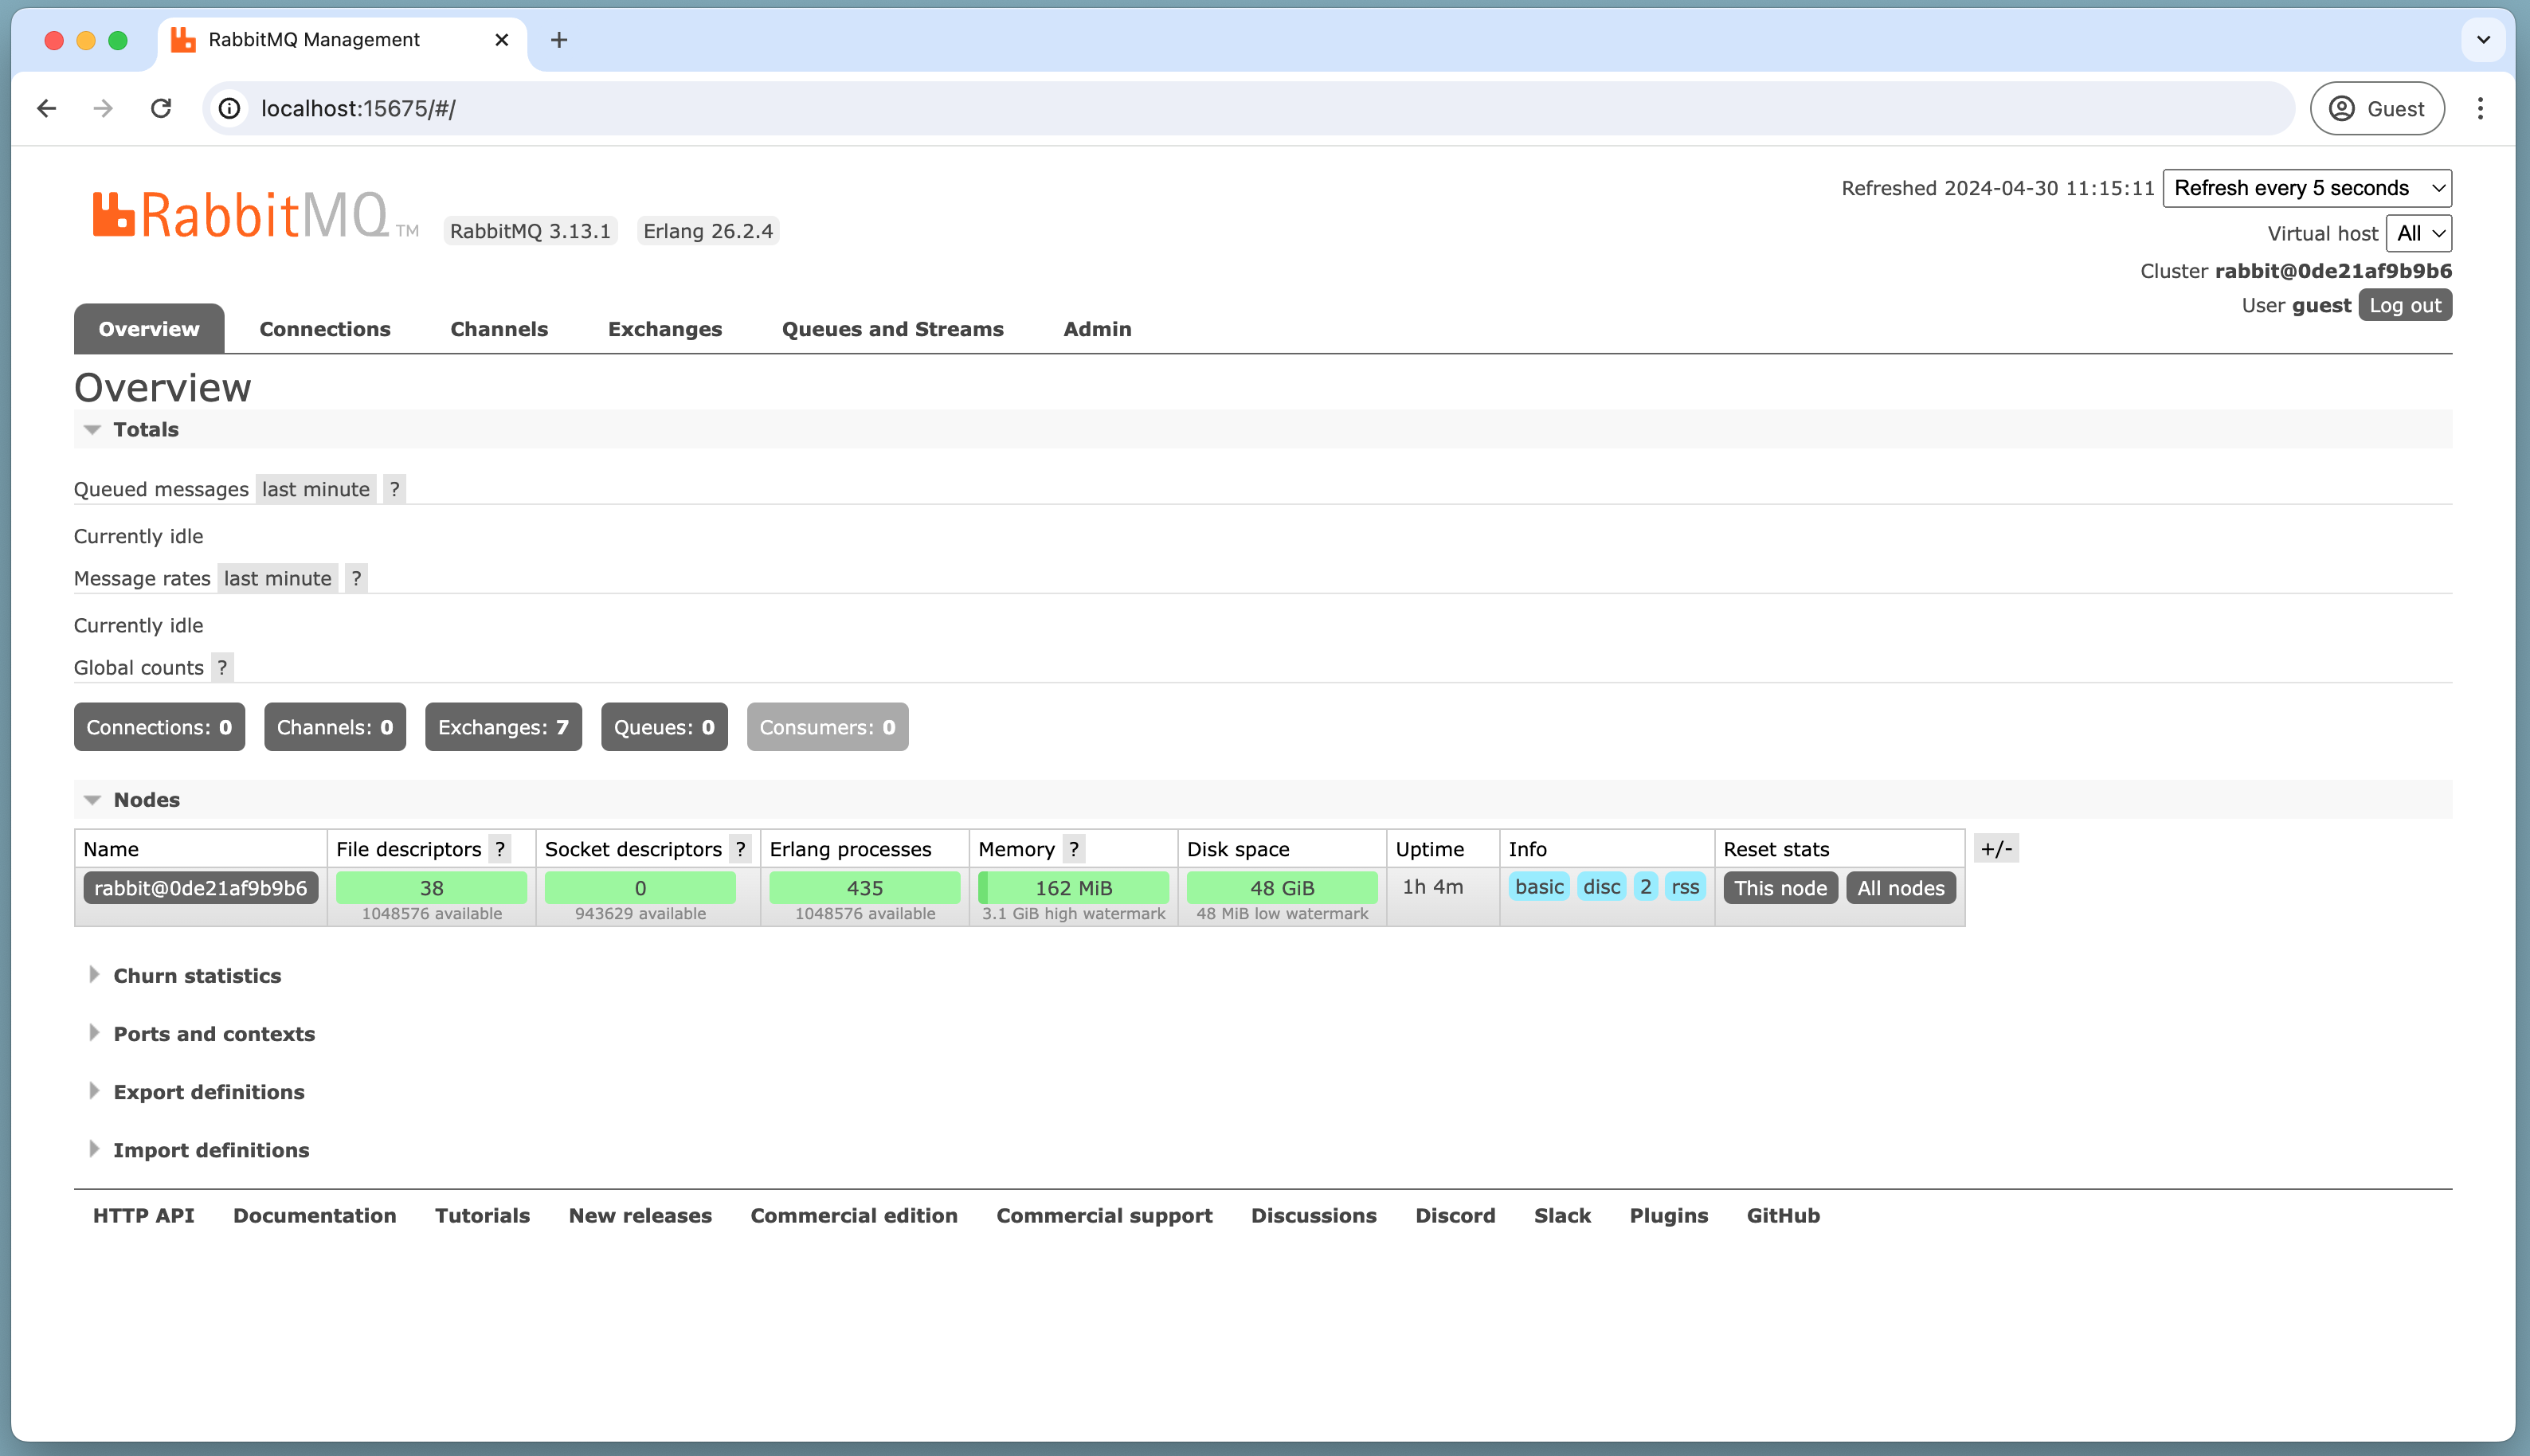 RabbitMQ Management
localhost:15675/#/
Guest
RabbitMQ TM RabbitMQ 3.13.1 Erlang 26.2.4
Refreshed 2024-04-30 11:15:11 Refresh every 5 seconds
Virtual host All
Cluster rabbit@0de21af9b9b6
User guest Log out
Overview Connections Channels Exchanges Queues and Streams Admin
Overview
Totals
Queued messages last minute ?
Currently idle
Message rates last minute ?
Currently idle
Global counts ?
Connections: 0 Channels: 0 Exchanges: 7 Queues: 0 Consumers: 0
Nodes
Name File descriptors ? Socket descriptors ? Erlang processes Memory ? Disk space Uptime Info Reset stats +/-
rabbit@0de21af9b9b6 38 0 435 162 MiB 48 GiB 1h 4m basic disc 2 rss This node All nodes
1048576 available 943629 available 1048576 available 3.1 GiB high watermark 48 MiB low watermark
Churn statistics
Ports and contexts
Export definitions
Import definitions
HTTP API Documentation Tutorials New releases Commercial edition Commercial support Discussions Discord Slack Plugins GitHub